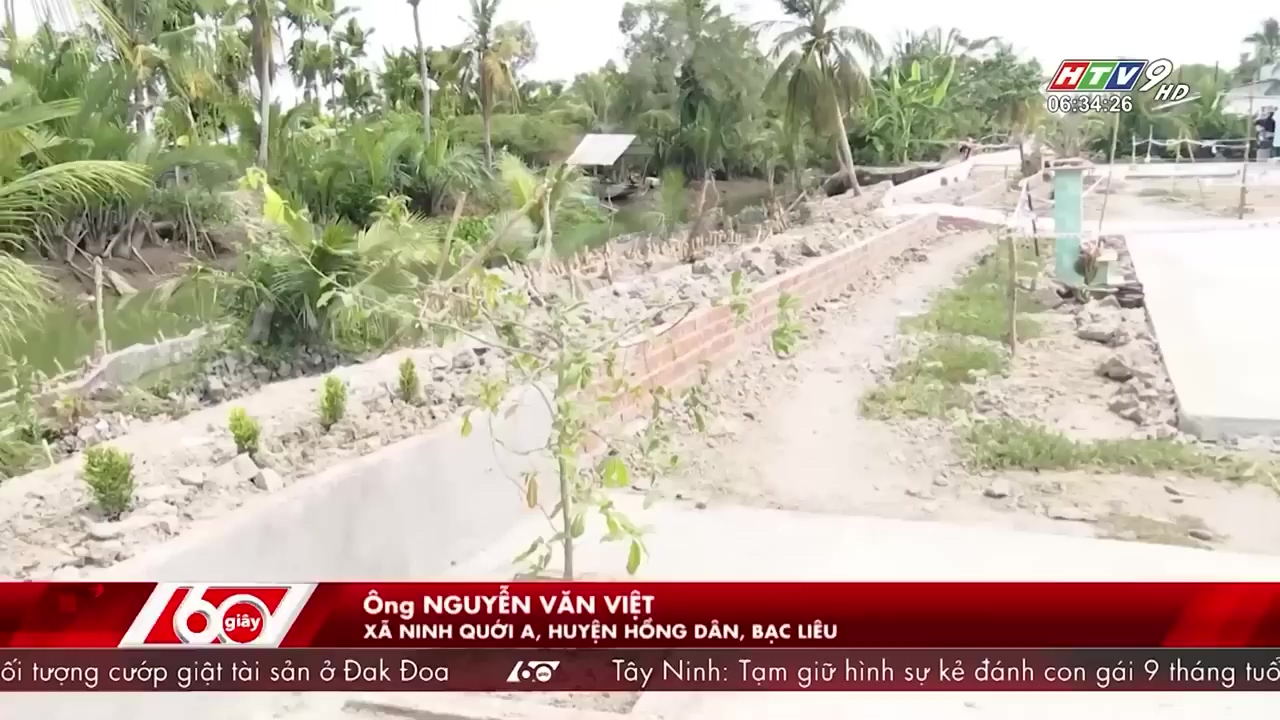 HTV9 HD
06:34:26
60 giây
Ông NGUYỄN VĂN VIỆT
XÃ NINH QUỚI A, HUYỆN HỒNG DÂN, BẠC LIÊU
ối tượng cướp giật tài sản ở Đak Đoa 60 giây Tây Ninh: Tạm giữ hình sự kẻ đánh con gái 9 tháng tuổ